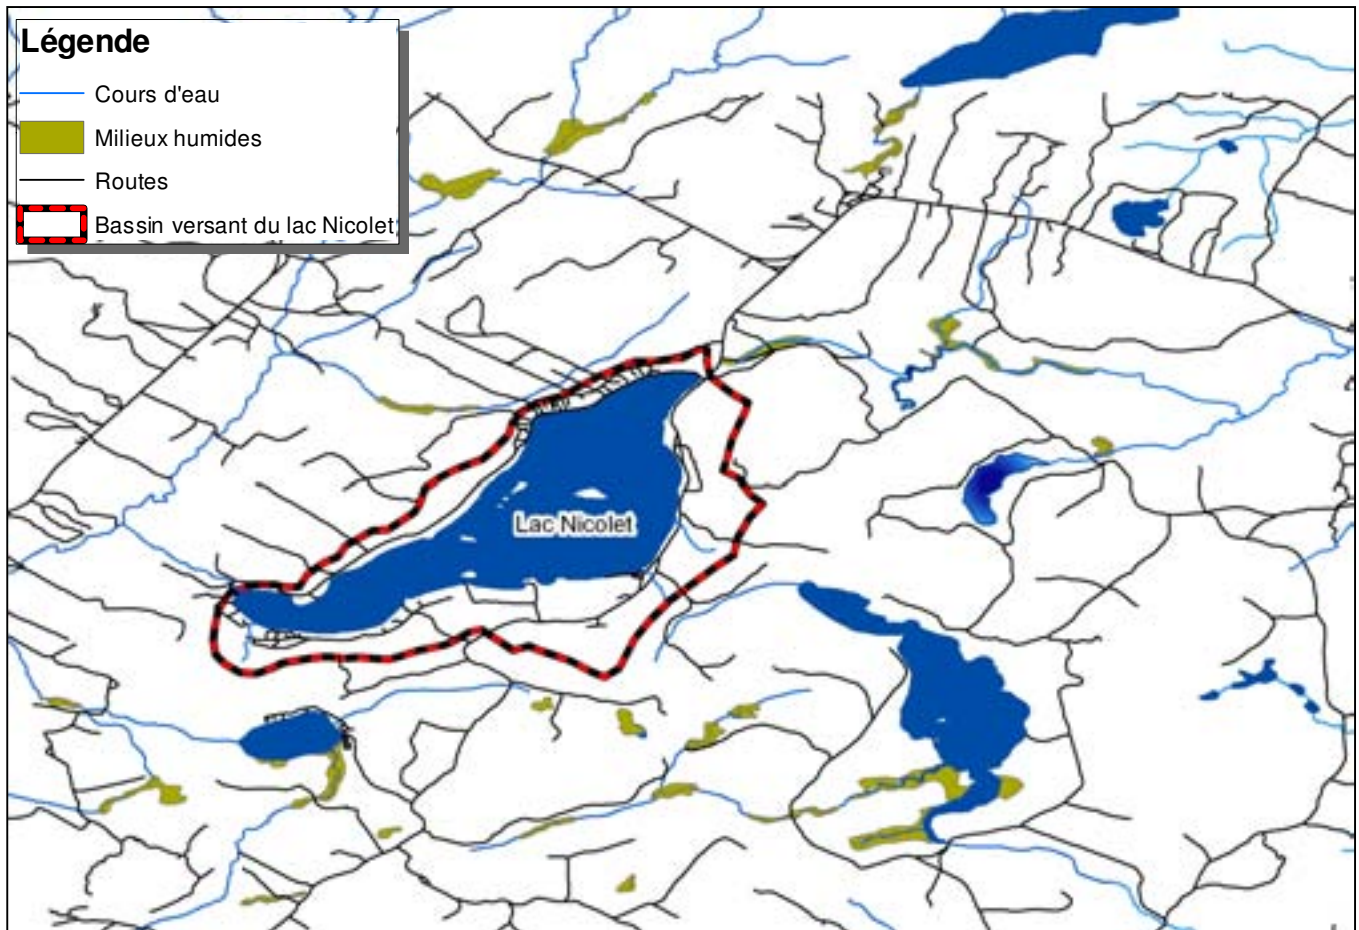 Légende
Cours d'eau
Milieux humides
Routes
Bassin versant du lac Nicolet
Lac Nicolet